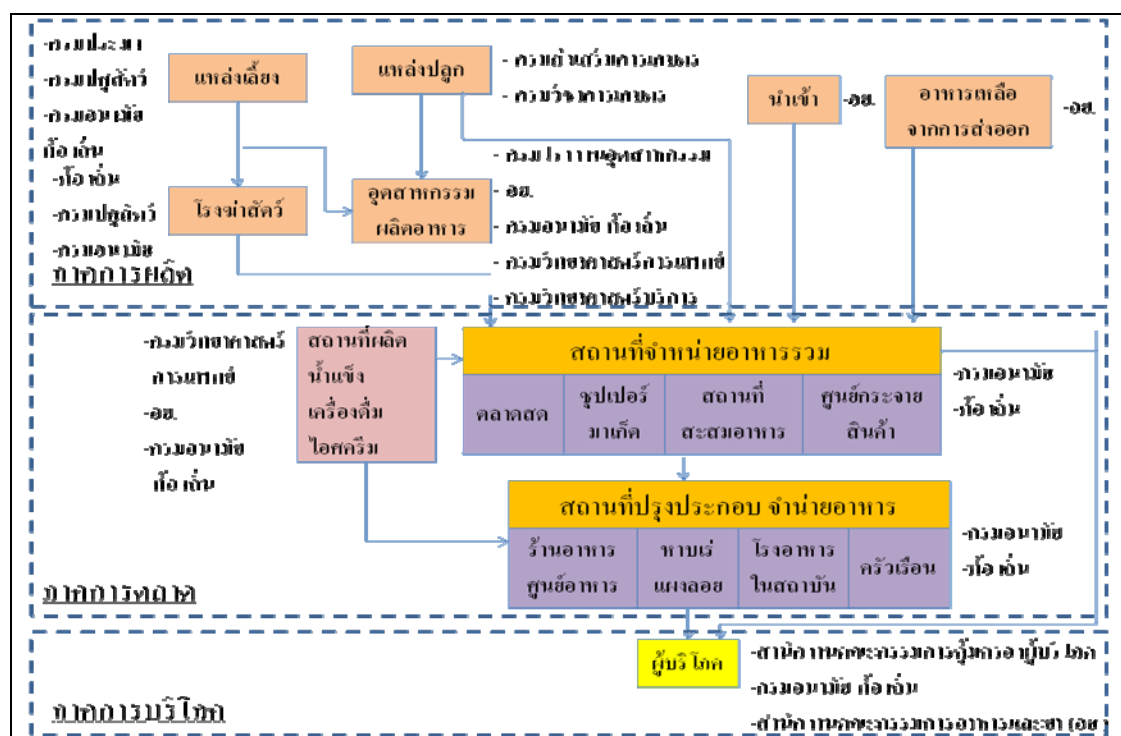 -กรมประมง
-กรมปศุสัตว์
-กรมอนามัย
ท้องถิ่น
แหล่งเลี้ยง
แหล่งปลูก
- กรมส่งเสริมการเกษตร
- กรมวิชาการเกษตร
นำเข้า
-อย.
อาหารเหลือ
จากการส่งออก
-อย.
-ท้องถิ่น
-กรมปศุสัตว์
-กรมอนามัย
โรงฆ่าสัตว์
อุตสาหกรรม
ผลิตอาหาร
- กรมโรงงานอุตสาหกรรม
- อย.
- กรมอนามัย ท้องถิ่น
- กรมวิทยาศาสตร์การแพทย์
- กรมวิทยาศาสตร์บริการ
ภาคการผลิต
-กรมวิทยาศาสตร์
การแพทย์
-อย.
-กรมอนามัย
ท้องถิ่น
สถานที่ผลิต
น้ำแข็ง
เครื่องดื่ม
ไอศครีม
สถานที่จำหน่ายอาหารรวม
ตลาดสด
ซุปเปอร์
มาเก็ต
สถานที่
สะสมอาหาร
ศูนย์กระจาย
สินค้า
-กรมอนามัย
-ท้องถิ่น
สถานที่ปรุงประกอบ จำน่ายอาหาร
ร้านอาหาร
ศูนย์อาหาร
หาบเร่
แผงลอย
โรงอาหาร
ในสถาบัน
ครัวเรือน
-กรมอนามัย
-ท้องถิ่น
ภาคการตลาด
ผู้บริโภค
-สำนักงานคณะกรรมการคุ้มครองผู้บริโภค
-กรมอนามัย ท้องถิ่น
-สำนักงานคณะกรรมการอาหารและยา (อย.)
ภาคการบริโภค